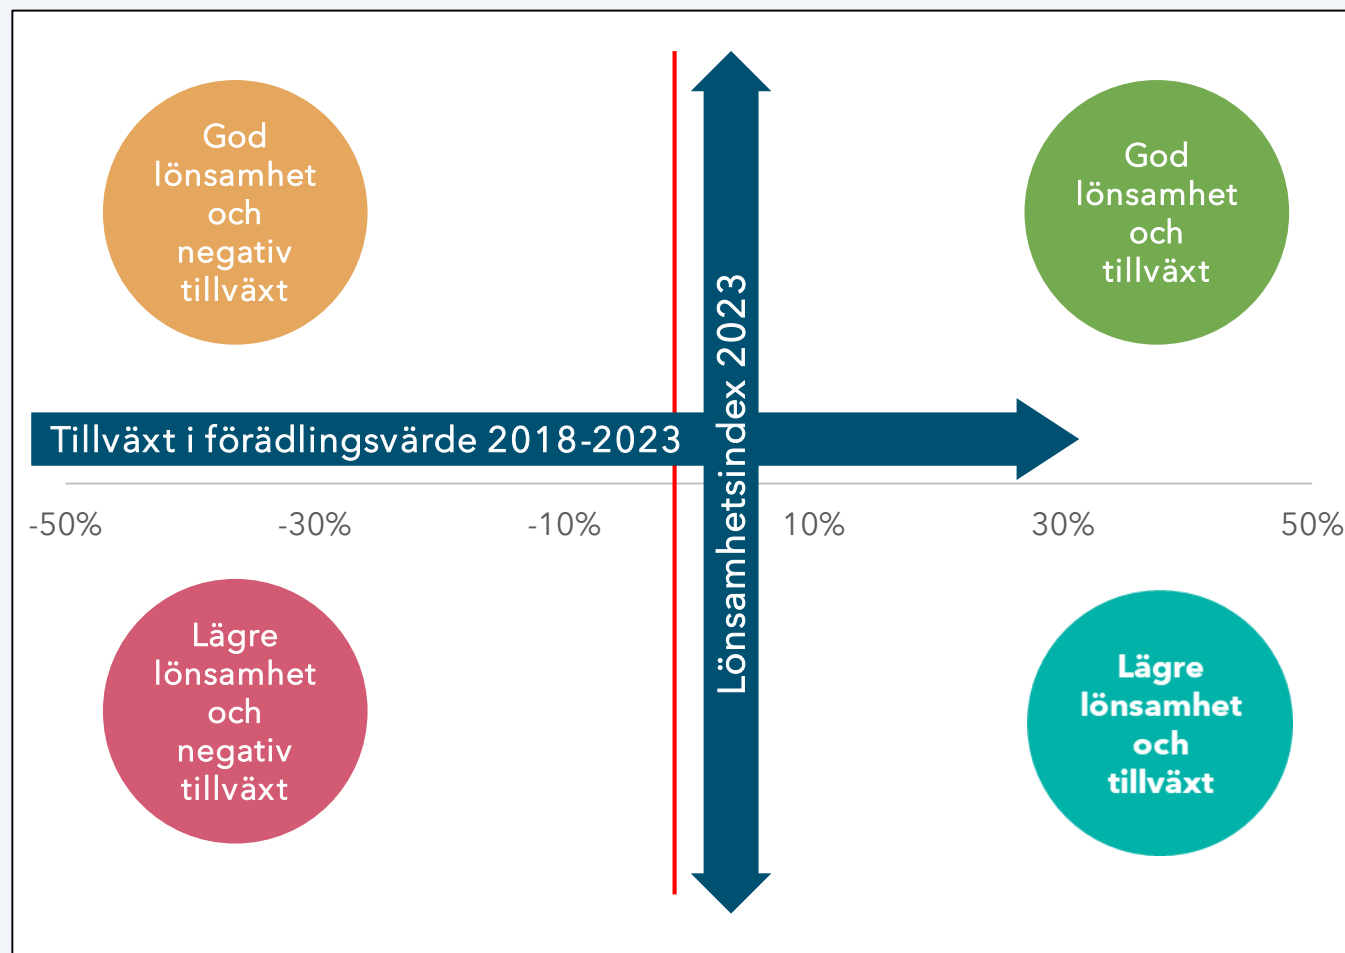 God
lönsamhet
och
negativ
tillväxt
God
lönsamhet
och
tillväxt
Lönsamhetsindex 2023
Tillväxt i förädlingsvärde 2018-2023
-50%
-30%
-10%
10%
30%
50%
Lägre
lönsamhet
och
negativ
tillväxt
Lägre
lönsamhet
och
tillväxt